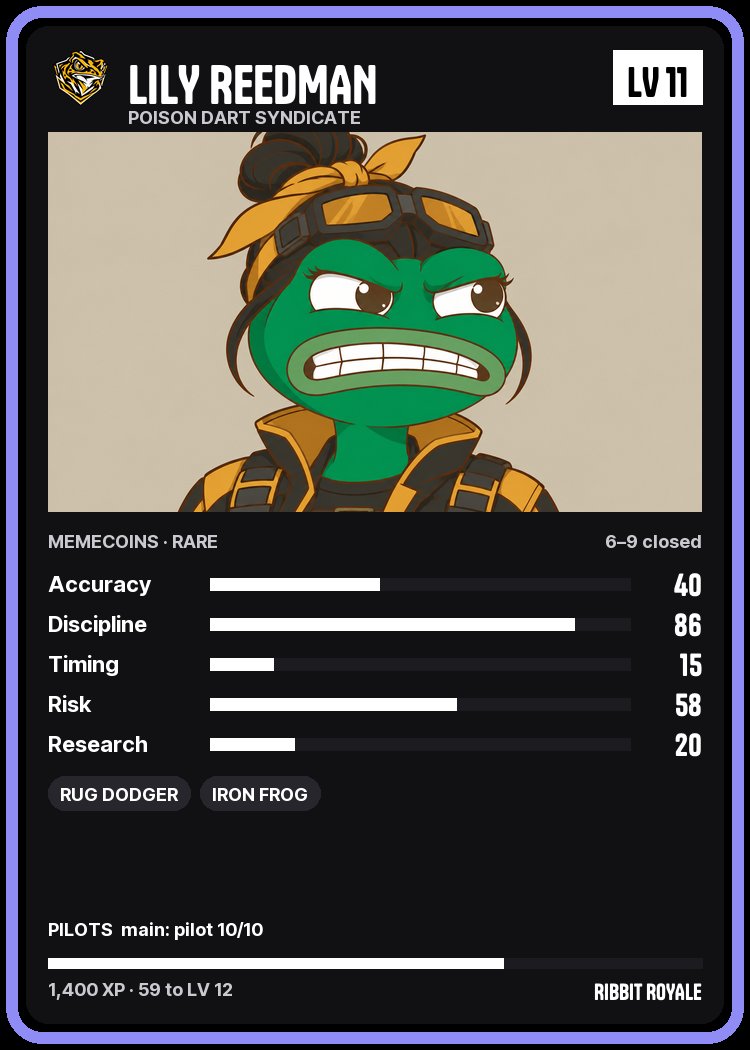 LILY REEDMAN
LV 11
POISON DART SYNDICATE
MEMECOINS · RARE
6–9 closed
Accuracy 40
Discipline 86
Timing 15
Risk 58
Research 20
RUG DODGER IRON FROG
PILOTS main: pilot 10/10
1,400 XP · 59 to LV 12
RIBBIT ROYALE